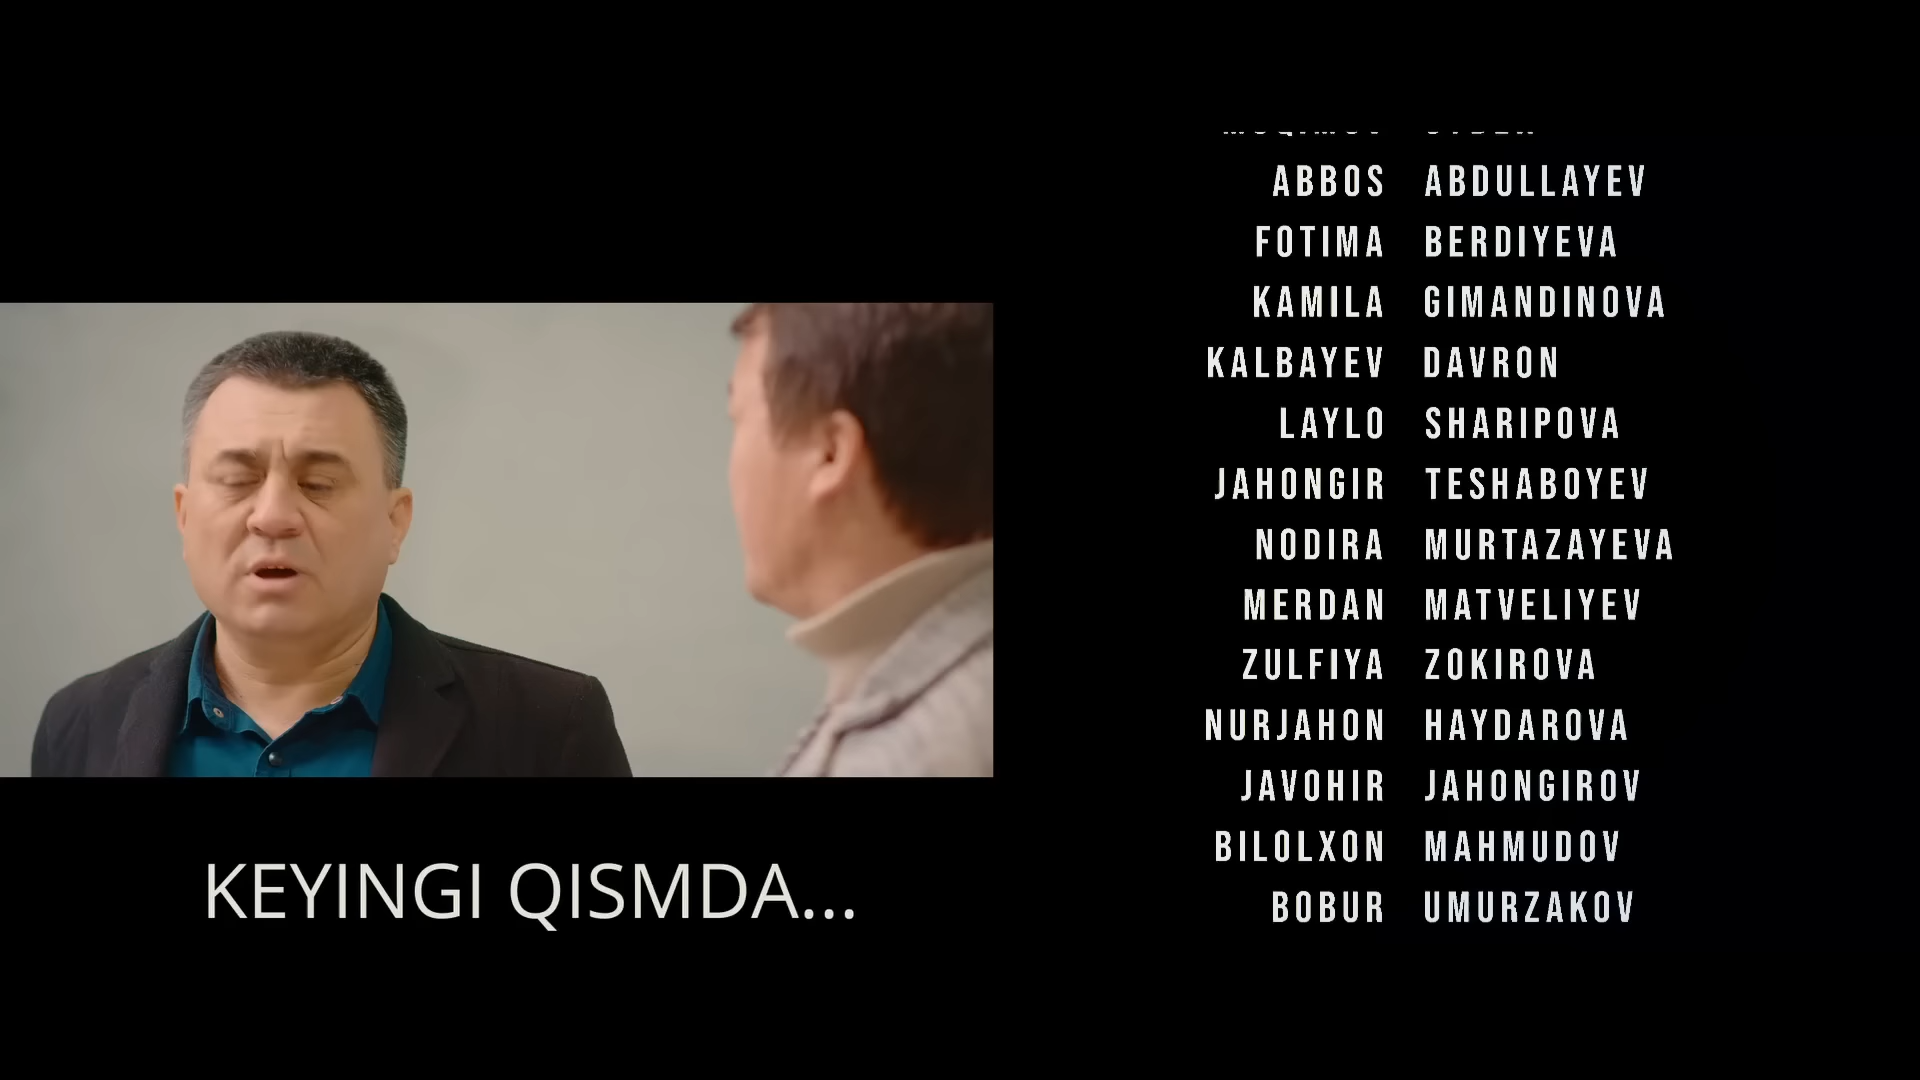 ABBOS ABDULLAYEV
FOTIMA BERDIYEVA
KAMILA GIMANDINOVA
KALBAYEV DAVRON
LAYLO SHARIPOVA
JAHONGIR TESHABOYEV
NODIRA MURTAZAYEVA
MERDAN MATVELIYEV
ZULFIYA ZOKIROVA
NURJAHON HAYDAROVA
JAVOHIR JAHONGIROV
BILOLXON MAHMUDOV
BOBUR UMURZAKOV
KEYINGI QISMDA...